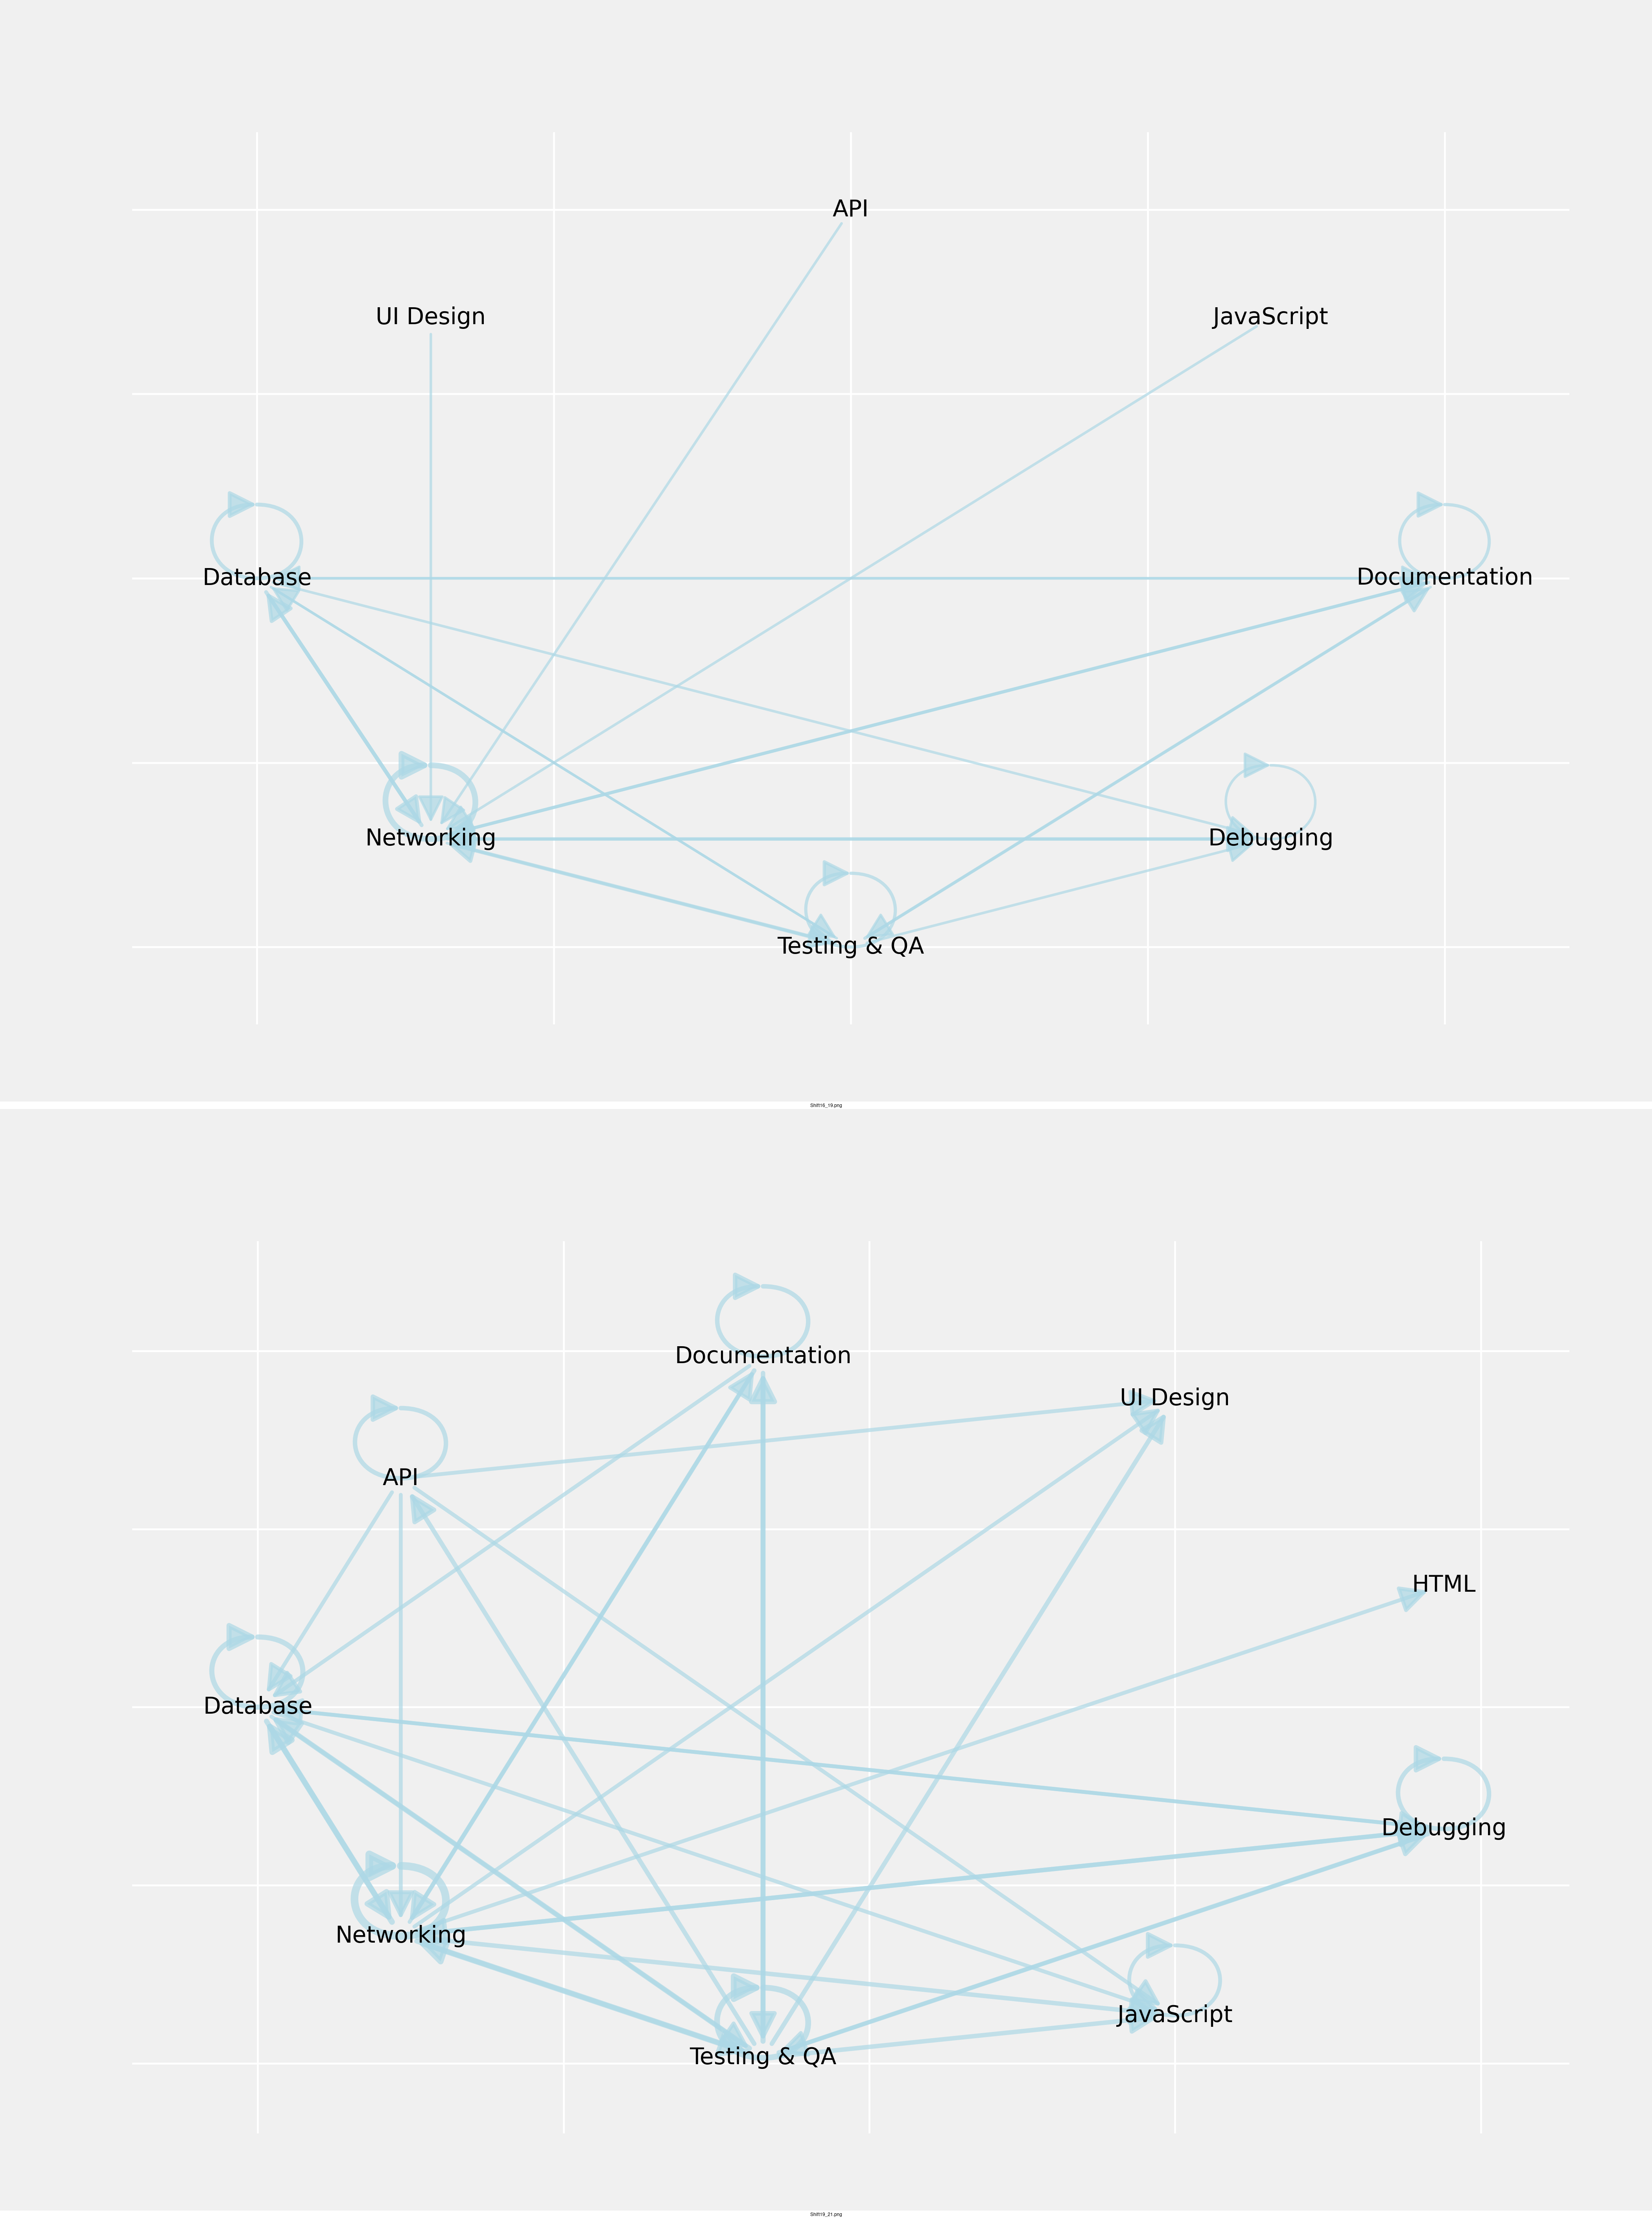 API
UI Design
JavaScript
Database
Documentation
Networking
Debugging
Testing & QA
Shift16_19.png
Documentation
UI Design
API
HTML
Database
Debugging
Networking
JavaScript
Testing & QA
Shift19_21.png